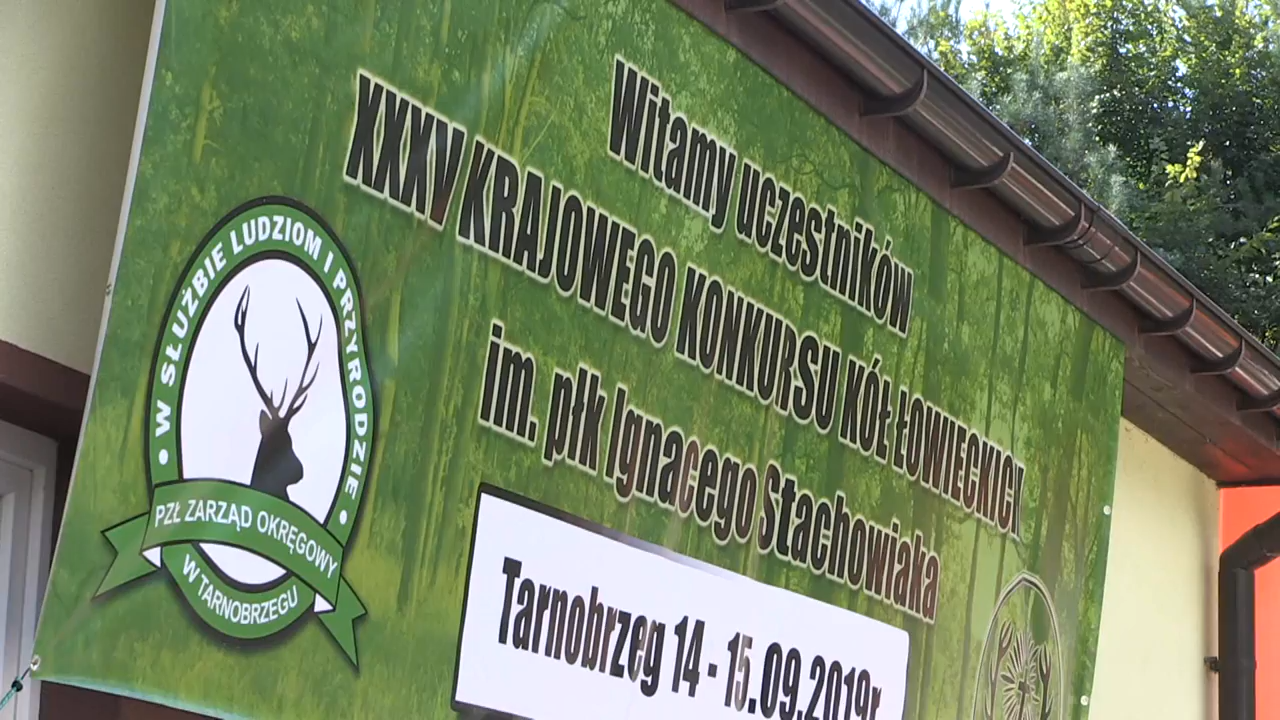 Witamy uczestników
XXXV KRAJOWEGO KONKURSU KÓŁ ŁOWIECKICH
im. płk Ignacego Stachowiaka
Tarnobrzeg 14 - 15.09.2019r
• W SŁUŻBIE LUDZIOM I PRZYRODZIE •
PZŁ ZARZĄD OKRĘGOWY
W TARNOBRZEGU